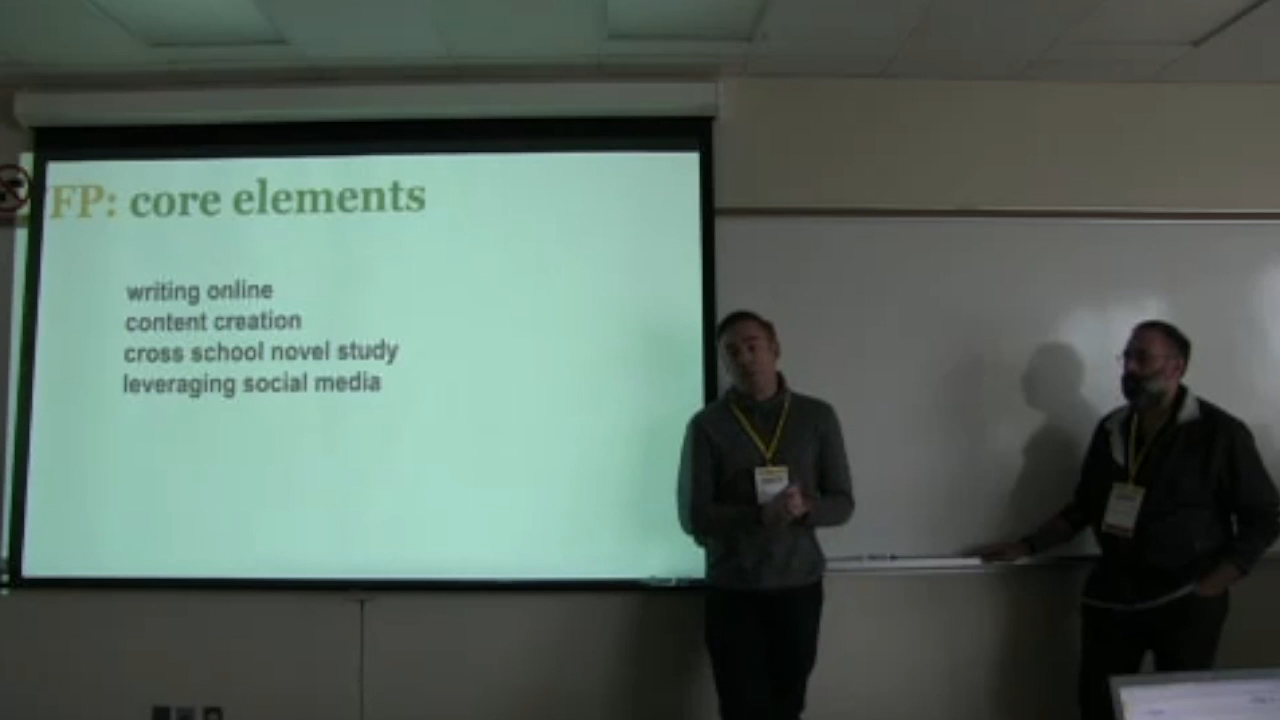 FP: core elements
writing online
content creation
cross school novel study
leveraging social media